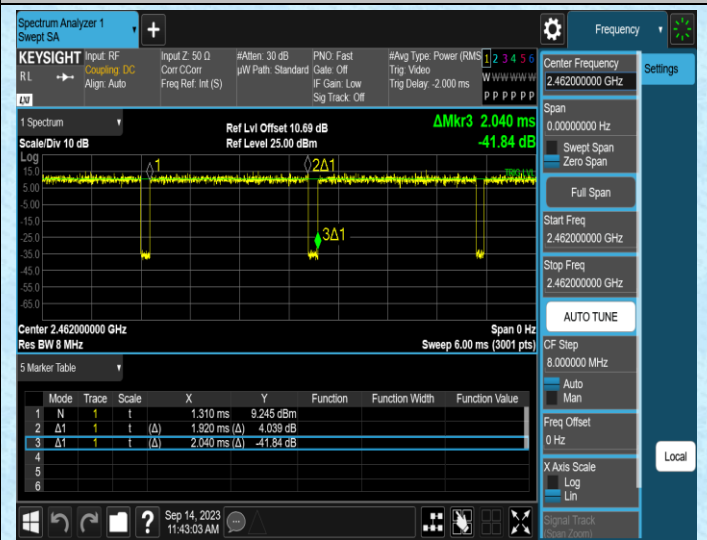 Spectrum Analyzer 1
Swept SA
+
Frequency
KEYSIGHT
RL
LXI
Input: RF
Coupling: DC
Align: Auto
Input Z: 50 Ω
Corr CCorr
Freq Ref: Int (S)
#Atten: 30 dB
µW Path: Standard
PNO: Fast
Gate: Off
IF Gain: Low
Sig Track: Off
#Avg Type: Power (RMS
Trig: Video
Trig Delay: -2.000 ms
1 2 3 4 5 6
W W W W W W
P P P P P P
Center Frequency
2.462000000 GHz
Settings
Span
0.00000000 Hz
Swept Span
Zero Span
Full Span
Start Freq
2.462000000 GHz
Stop Freq
2.462000000 GHz
AUTO TUNE
CF Step
8.000000 MHz
Auto
Man
Freq Offset
0 Hz
X Axis Scale
Log
Lin
Signal Track
(Span Zoom)
Local
1 Spectrum
Scale/Div 10 dB
Ref Lvl Offset 10.69 dB
Ref Level 25.00 dBm
ΔMkr3 2.040 ms
-41.84 dB
Log
15.0
5.00
-5.00
-15.0
-25.0
-35.0
-45.0
-55.0
-65.0
1
2Δ1
3Δ1
TRIG LVL
Center 2.462000000 GHz
Span 0 Hz
Res BW 8 MHz
Sweep 6.00 ms (3001 pts)
5 Marker Table
Mode Trace Scale X Y Function Function Width Function Value
1 N 1 t 1.310 ms 9.245 dBm
2 Δ1 1 t (Δ) 1.920 ms (Δ) 4.039 dB
3 Δ1 1 t (Δ) 2.040 ms (Δ) -41.84 dB
4
5
6
?
Sep 14, 2023
11:43:03 AM